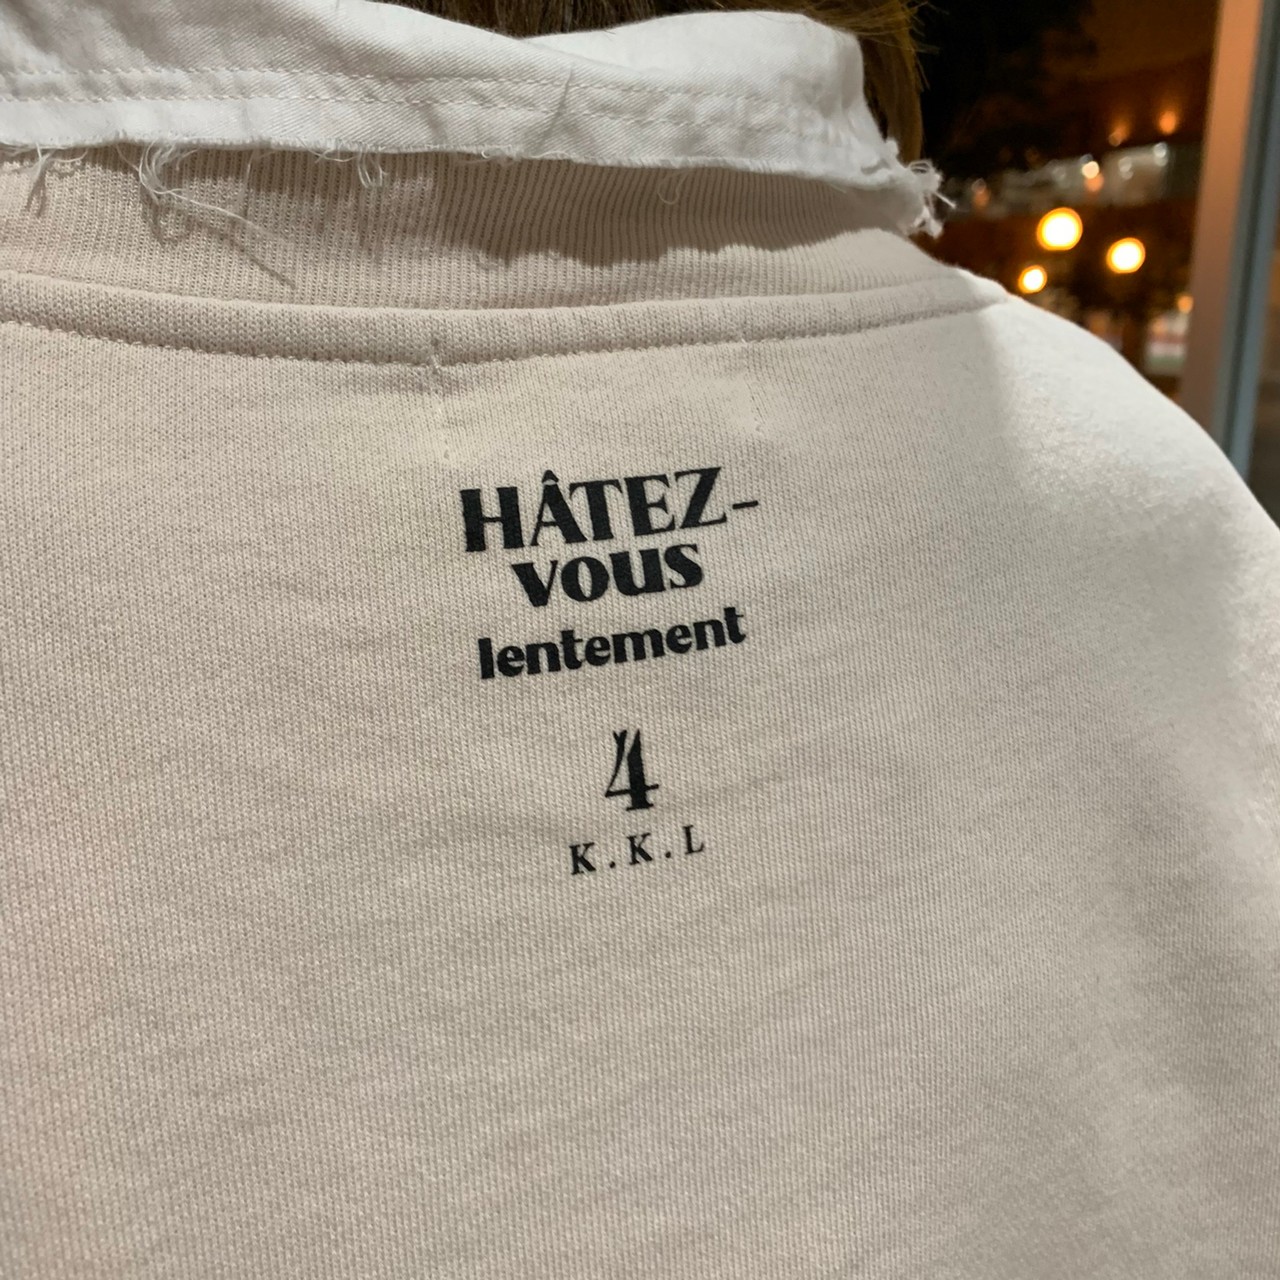 HÂTEZ-
vous
lentement
4
K.K.L